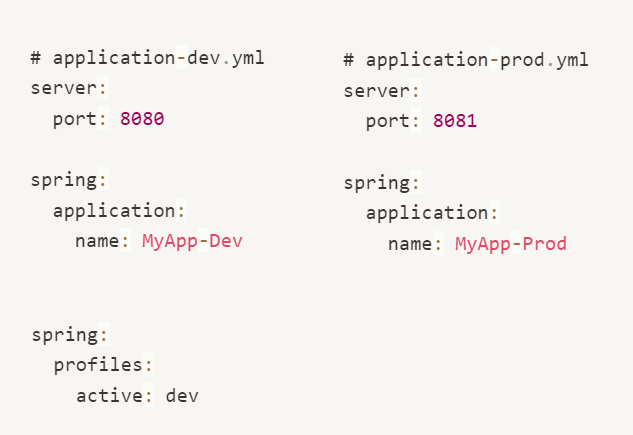 # application-dev.yml
server:
  port: 8080

spring:
  application:
    name: MyApp-Dev

# application-prod.yml
server:
  port: 8081

spring:
  application:
    name: MyApp-Prod

spring:
  profiles:
    active: dev